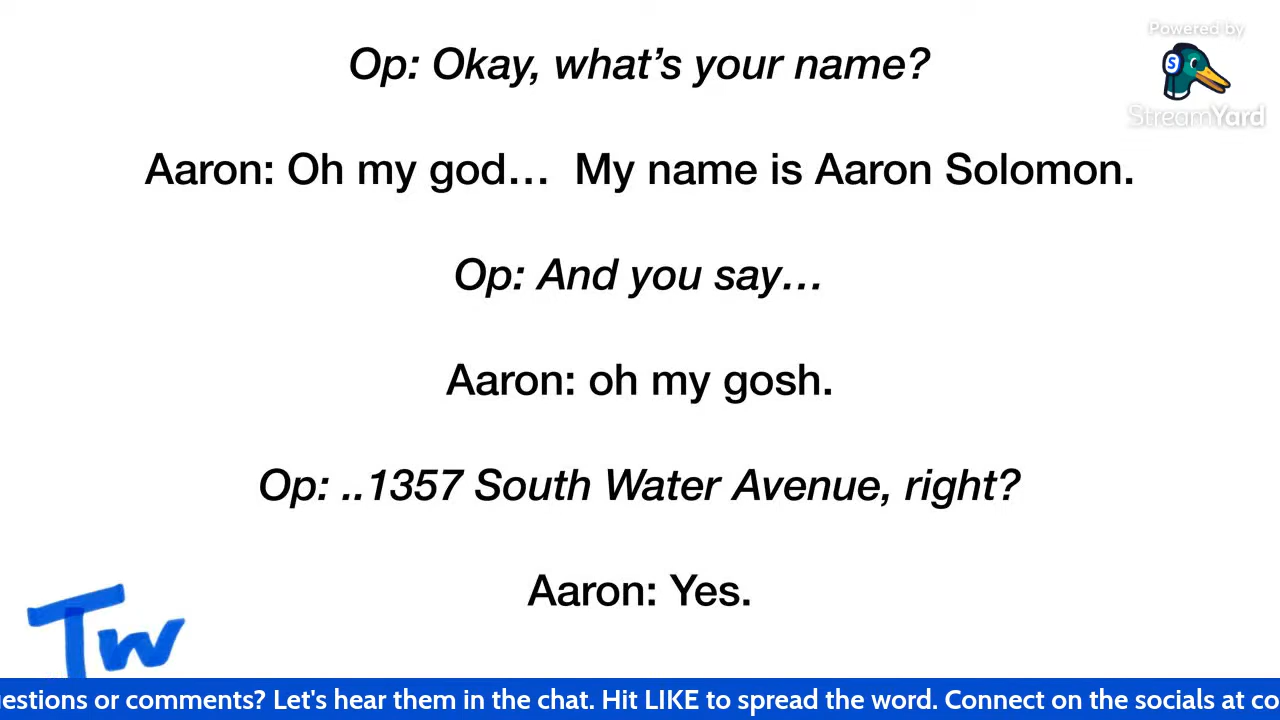 Powered by
S
StreamYard
Op: Okay, what’s your name?
Aaron: Oh my god…  My name is Aaron Solomon.
Op: And you say…
Aaron: oh my gosh.
Op: ..1357 South Water Avenue, right?
Aaron: Yes.
Tw
or comments? Let's hear them in the chat. Hit LIKE to spread the word. Connect on the socials at